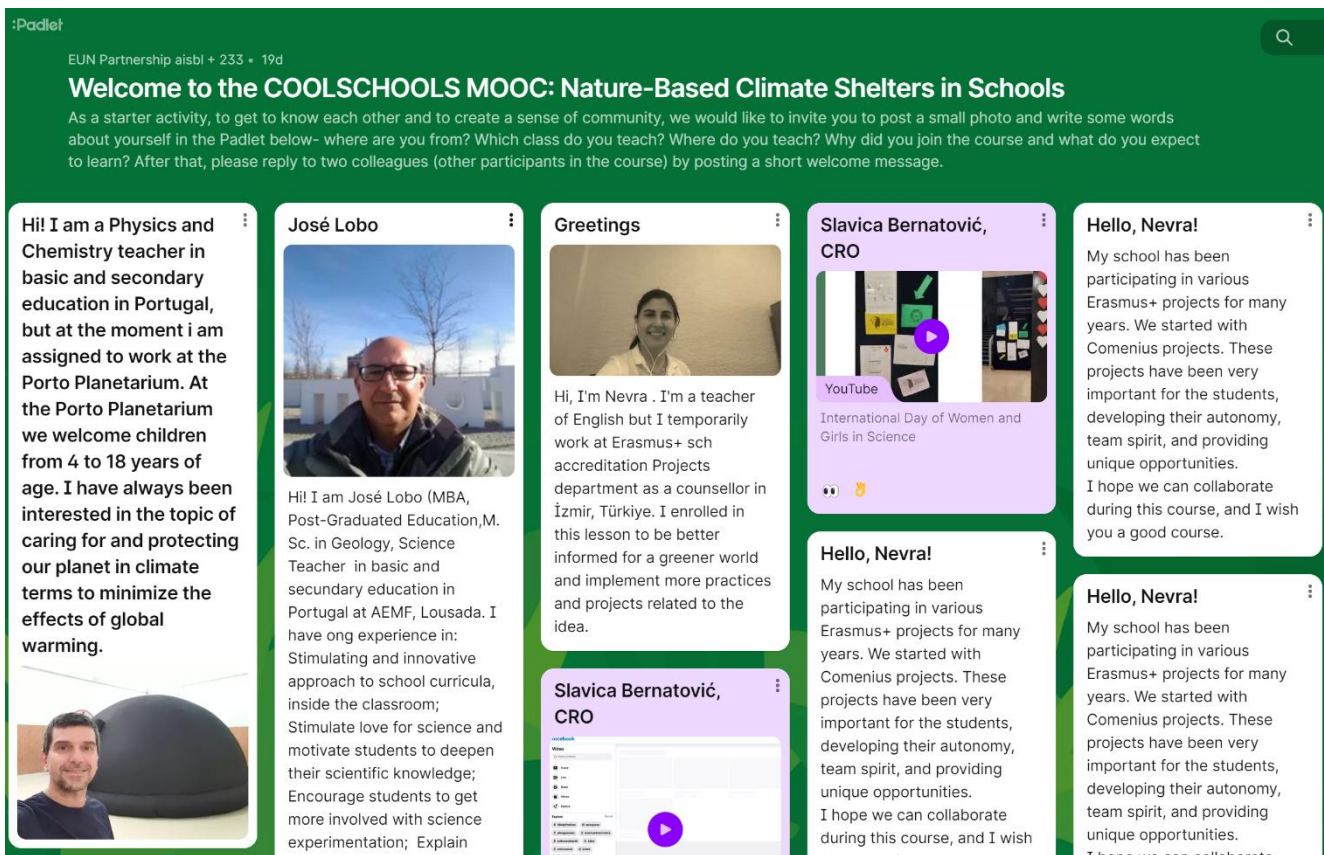 :Padlet
EUN Partnership aisbl + 233 • 19d
Welcome to the COOLSCHOOLS MOOC: Nature-Based Climate Shelters in Schools
As a starter activity, to get to know each other and to create a sense of community, we would like to invite you to post a small photo and write some words
about yourself in the Padlet below- where are you from? Which class do you teach? Where do you teach? Why did you join the course and what do you expect
to learn? After that, please reply to two colleagues (other participants in the course) by posting a short welcome message.
Hi! I am a Physics and
Chemistry teacher in
basic and secondary
education in Portugal,
but at the moment i am
assigned to work at the
Porto Planetarium. At
the Porto Planetarium
we welcome children
from 4 to 18 years of
age. I have always been
interested in the topic of
caring for and protecting
our planet in climate
terms to minimize the
effects of global
warming.
José Lobo
Hi! I am José Lobo (MBA,
Post-Graduated Education,M.
Sc. in Geology, Science
Teacher in basic and
secundary education in
Portugal at AEMF, Lousada. I
have ong experience in:
Stimulating and innovative
approach to school curricula,
inside the classroom;
Stimulate love for science and
motivate students to deepen
their scientific knowledge;
Encourage students to get
more involved with science
experimentation; Explain
Greetings
Hi, I'm Nevra . I'm a teacher
of English but I temporarily
work at Erasmus+ sch
accreditation Projects
department as a counsellor in
İzmir, Türkiye. I enrolled in
this lesson to be better
informed for a greener world
and implement more practices
and projects related to the
idea.
Slavica Bernatović,
CRO
Slavica Bernatović,
CRO
YouTube
International Day of Women and
Girls in Science
Hello, Nevra!
My school has been
participating in various
Erasmus+ projects for many
years. We started with
Comenius projects. These
projects have been very
important for the students,
developing their autonomy,
team spirit, and providing
unique opportunities.
I hope we can collaborate
during this course, and I wish
Hello, Nevra!
My school has been
participating in various
Erasmus+ projects for many
years. We started with
Comenius projects. These
projects have been very
important for the students,
developing their autonomy,
team spirit, and providing
unique opportunities.
I hope we can collaborate
during this course, and I wish
you a good course.
Hello, Nevra!
My school has been
participating in various
Erasmus+ projects for many
years. We started with
Comenius projects. These
projects have been very
important for the students,
developing their autonomy,
team spirit, and providing
unique opportunities.
I hope we can collaborate